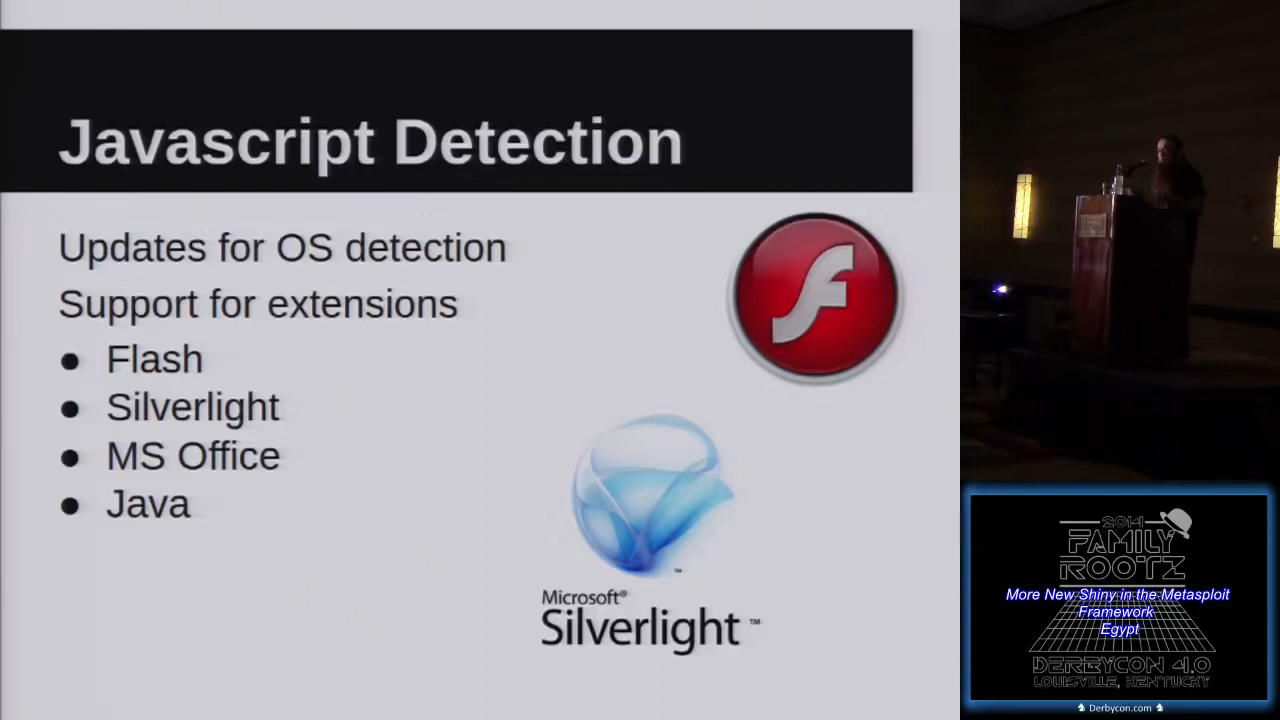 Javascript Detection
Updates for OS detection
Support for extensions
● Flash
● Silverlight
● MS Office
● Java
Microsoft®
Silverlight™
2014
FAMILY
ROOTZ
More New Shiny in the Metasploit
Framework
Egypt
DERBYCON 4.0
LOUISVILLE, KENTUCKY
Derbycon.com